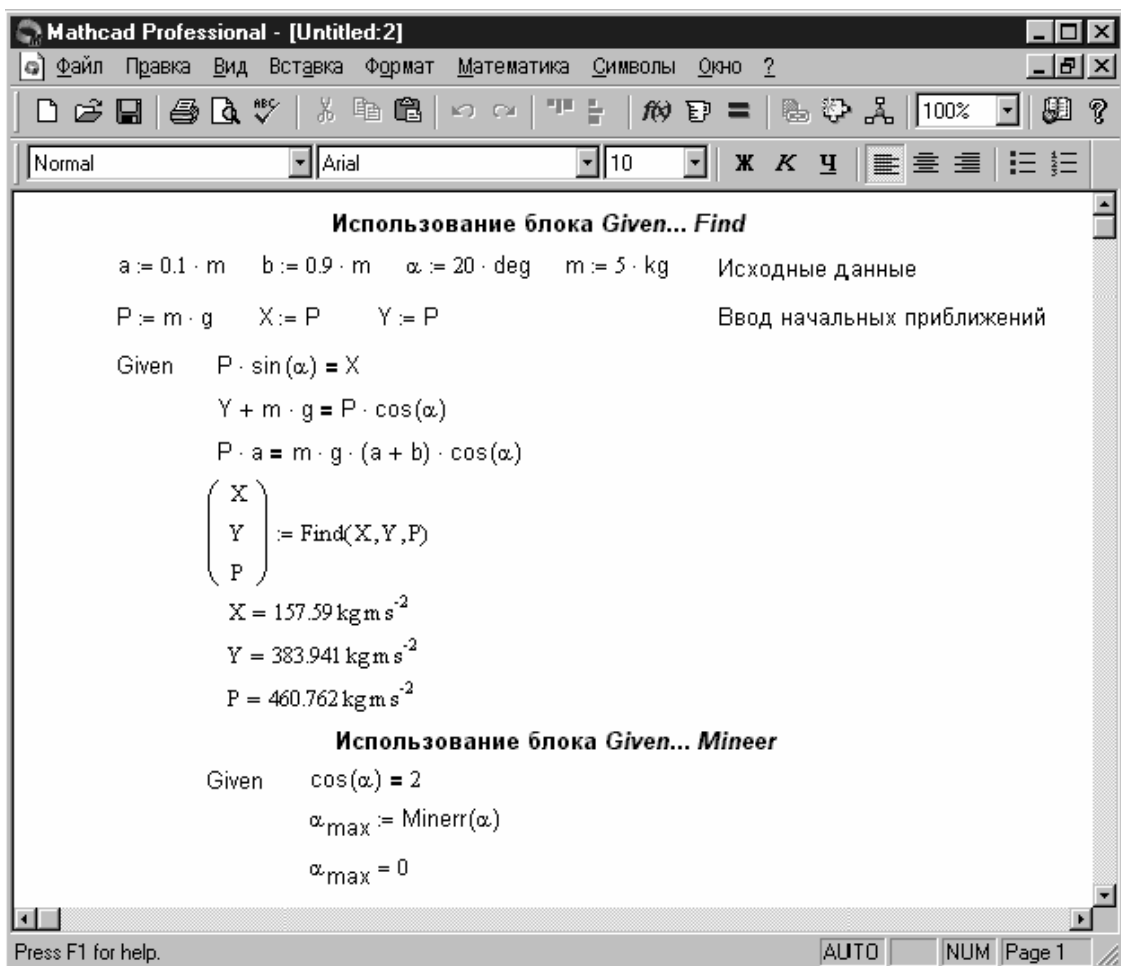 Mathcad Professional - [Untitled:2]
Файл Правка Вид Вставка Формат Математика Символы Окно ?
100%
Normal Arial 10 Ж К Ч
Использование блока Given... Find
a := 0.1 · m b := 0.9 · m α := 20 · deg m := 5 · kg Исходные данные
P := m · g X := P Y := P Ввод начальных приближений
Given P · sin(α) = X
Y + m · g = P · cos(α)
P · a = m · g · (a + b) · cos(α)
X
Y := Find(X,Y,P)
P
X = 157.59 kg m s^-2
Y = 383.941 kg m s^-2
P = 460.762 kg m s^-2
Использование блока Given... Mineer
Given cos(α) = 2
α max := Minerr(α)
α max = 0
Press F1 for help. AUTO NUM Page 1